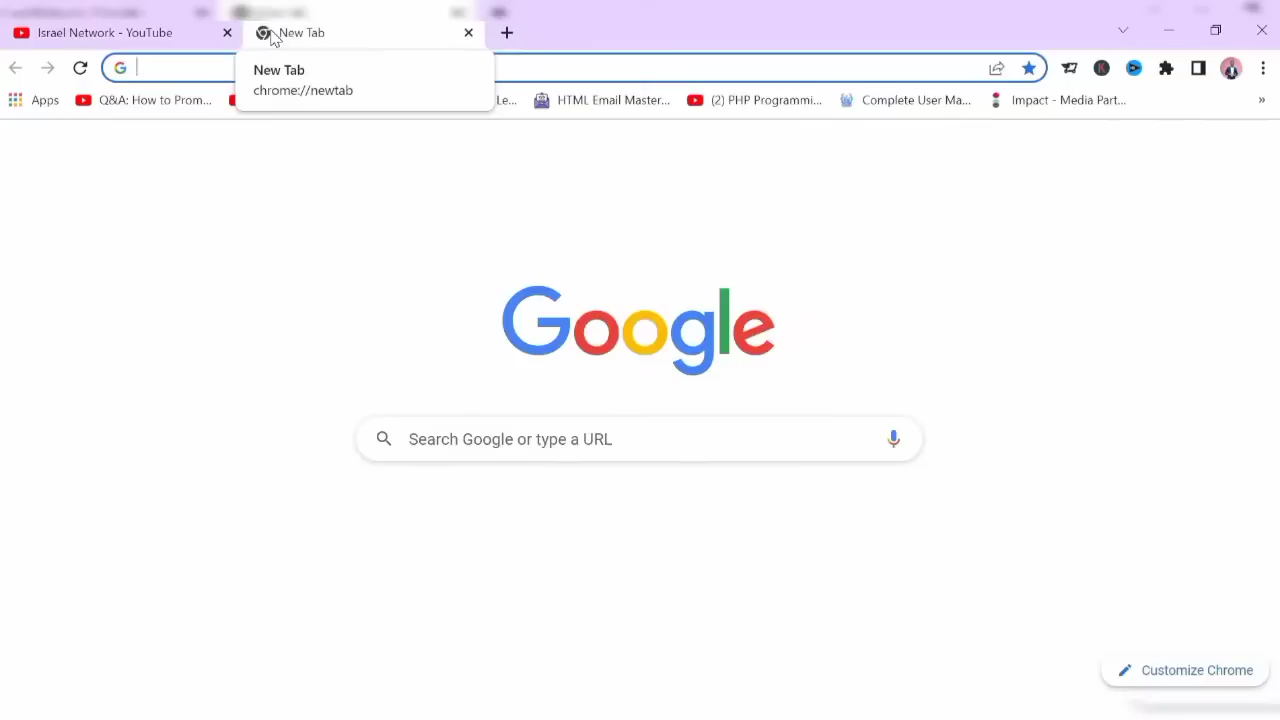 Israel Network - YouTube
New Tab
New Tab
chrome://newtab
Apps
Q&A: How to Prom...
Le...
HTML Email Master...
(2) PHP Programmi...
Complete User Ma...
Impact - Media Part...
»
Google
Search Google or type a URL
Customize Chrome